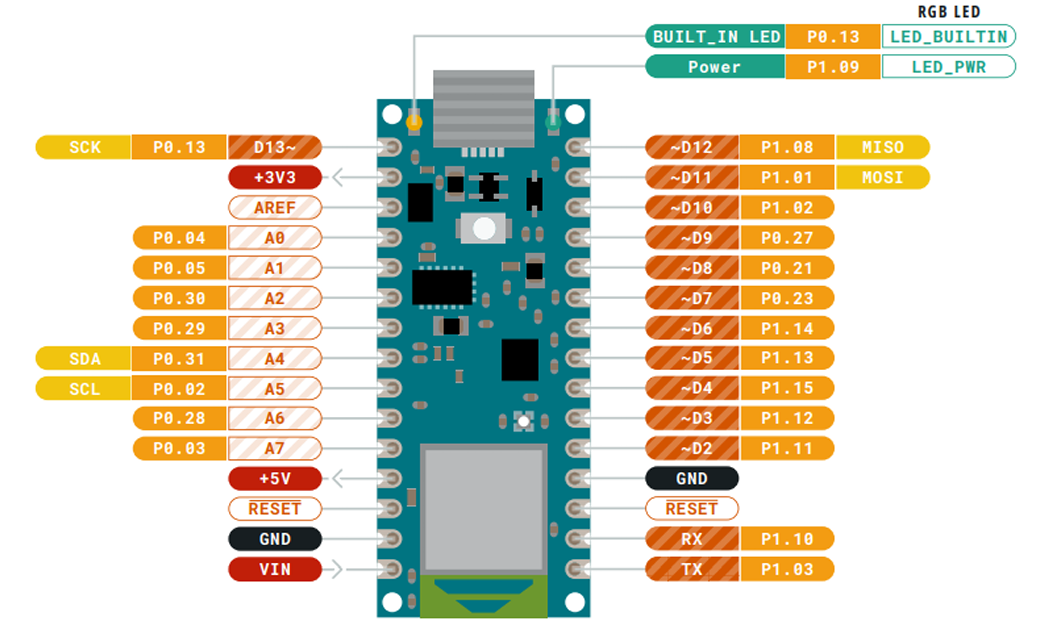 RGB LED
BUILT_IN LED P0.13 LED_BUILTIN
Power P1.09 LED_PWR
SCK P0.13 D13~
+3V3
AREF
P0.04 A0
P0.05 A1
P0.30 A2
P0.29 A3
SDA P0.31 A4
SCL P0.02 A5
P0.28 A6
P0.03 A7
+5V
RESET
GND
VIN
~D12 P1.08 MISO
~D11 P1.01 MOSI
~D10 P1.02
~D9 P0.27
~D8 P0.21
~D7 P0.23
~D6 P1.14
~D5 P1.13
~D4 P1.15
~D3 P1.12
~D2 P1.11
GND
RESET
RX P1.10
TX P1.03